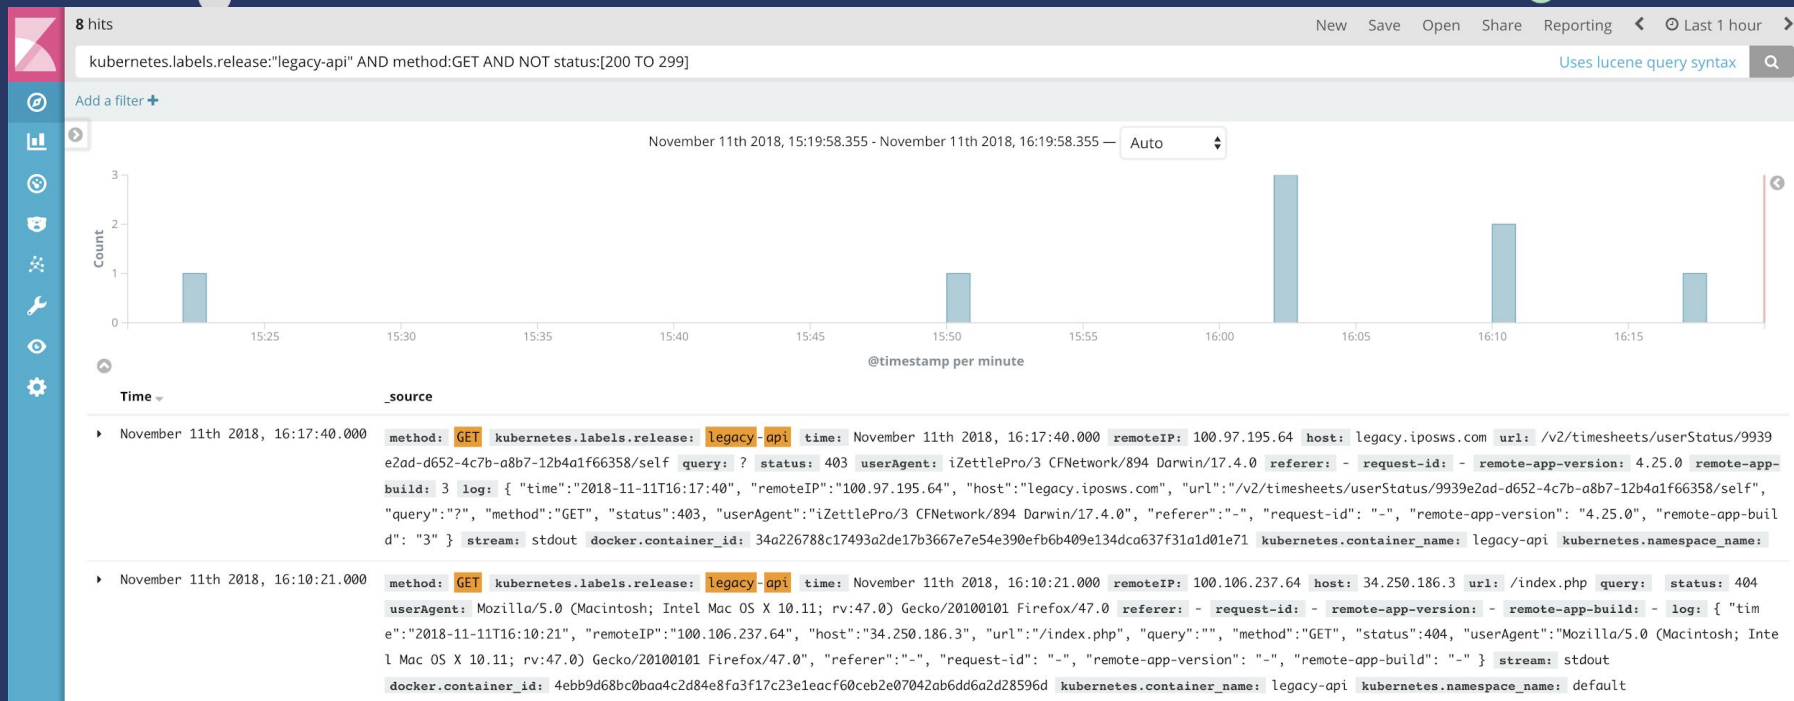 8 hits
New Save Open Share Reporting Last 1 hour
kubernetes.labels.release:"legacy-api" AND method:GET AND NOT status:[200 TO 299]
Uses lucene query syntax
Add a filter +
November 11th 2018, 15:19:58.355 - November 11th 2018, 16:19:58.355 — Auto
Count
3
2
1
0
15:25 15:30 15:35 15:40 15:45 15:50 15:55 16:00 16:05 16:10 16:15
@timestamp per minute
Time _source
November 11th 2018, 16:17:40.000 method: GET kubernetes.labels.release: legacy-api time: November 11th 2018, 16:17:40.000 remoteIP: 100.97.195.64 host: legacy.iposws.com url: /v2/timesheets/userStatus/9939
e2ad-d652-4c7b-a8b7-12b4a1f66358/self query: ? status: 403 userAgent: iZettlePro/3 CFNetwork/894 Darwin/17.4.0 referer: - request-id: - remote-app-version: 4.25.0 remote-app-
build: 3 log: { "time":"2018-11-11T16:17:40", "remoteIP":"100.97.195.64", "host":"legacy.iposws.com", "url":"/v2/timesheets/userStatus/9939e2ad-d652-4c7b-a8b7-12b4a1f66358/self",
"query":"?", "method":"GET", "status":403, "userAgent":"iZettlePro/3 CFNetwork/894 Darwin/17.4.0", "referer":"-", "request-id": "-", "remote-app-version": "4.25.0", "remote-app-buil
d": "3" } stream: stdout docker.container_id: 34a226788c17493a2de17b3667e7e54e390efb6b409e134dca637f31a1d01e71 kubernetes.container_name: legacy-api kubernetes.namespace_name:
November 11th 2018, 16:10:21.000 method: GET kubernetes.labels.release: legacy-api time: November 11th 2018, 16:10:21.000 remoteIP: 100.106.237.64 host: 34.250.186.3 url: /index.php query: status: 404
userAgent: Mozilla/5.0 (Macintosh; Intel Mac OS X 10.11; rv:47.0) Gecko/20100101 Firefox/47.0 referer: - request-id: - remote-app-version: - remote-app-build: - log: { "tim
e":"2018-11-11T16:10:21", "remoteIP":"100.106.237.64", "host":"34.250.186.3", "url":"/index.php", "query":"", "method":"GET", "status":404, "userAgent":"Mozilla/5.0 (Macintosh; Inte
l Mac OS X 10.11; rv:47.0) Gecko/20100101 Firefox/47.0", "referer":"-", "request-id": "-", "remote-app-version": "-", "remote-app-build": "-" } stream: stdout
docker.container_id: 4ebb9d68bc0baa4c2d84e8fa3f17c23e1eacf60ceb2e07042ab6dd6a2d28596d kubernetes.container_name: legacy-api kubernetes.namespace_name: default